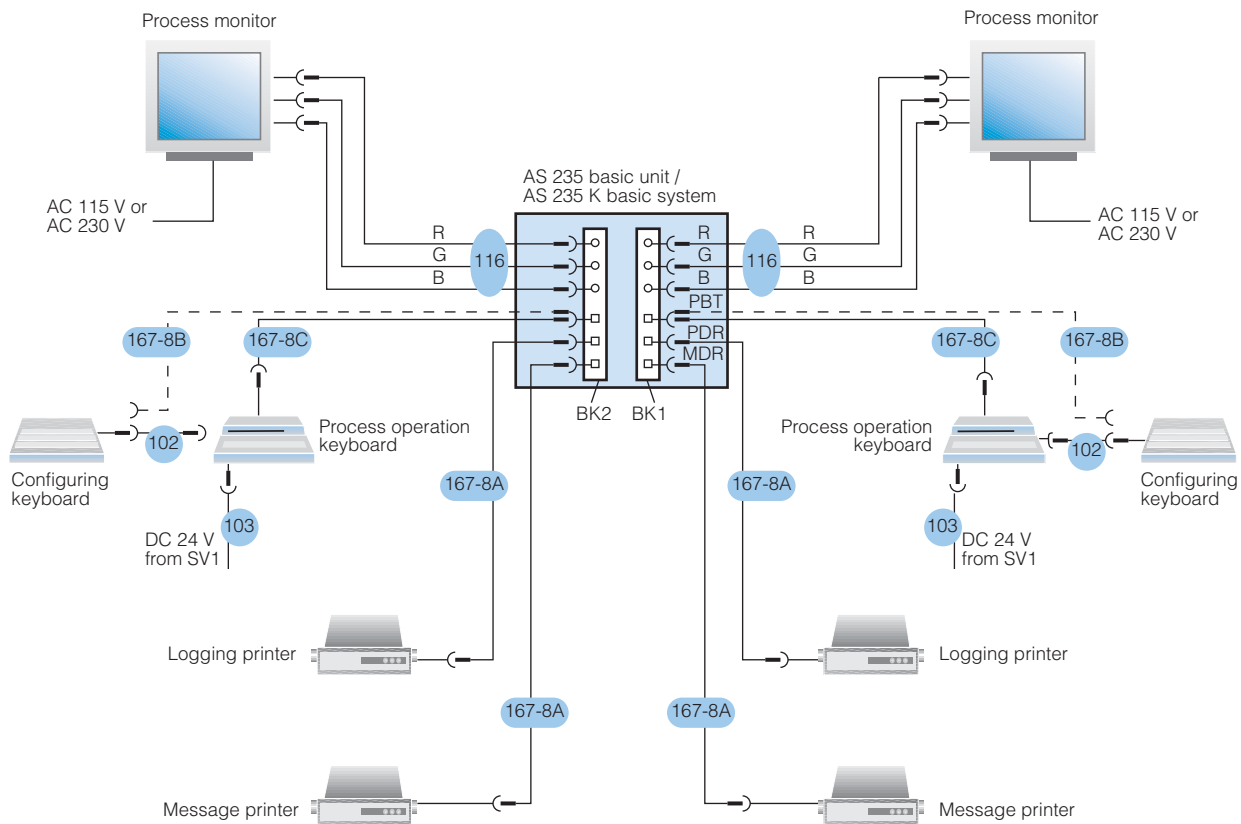 Process monitor
Process monitor
AS 235 basic unit /
AS 235 K basic system
AC 115 V or
AC 230 V
AC 115 V or
AC 230 V
R
R
R
G
116
G
116
G
B
B
B
PBT
167-8B
167-8C
PDR
167-8C
167-8B
MDR
BK2
BK1
102
Process operation
keyboard
Process operation
keyboard
102
Configuring
keyboard
Configuring
keyboard
167-8A
167-8A
103
103
DC 24 V
from SV1
DC 24 V
from SV1
Logging printer
Logging printer
167-8A
167-8A
Message printer
Message printer